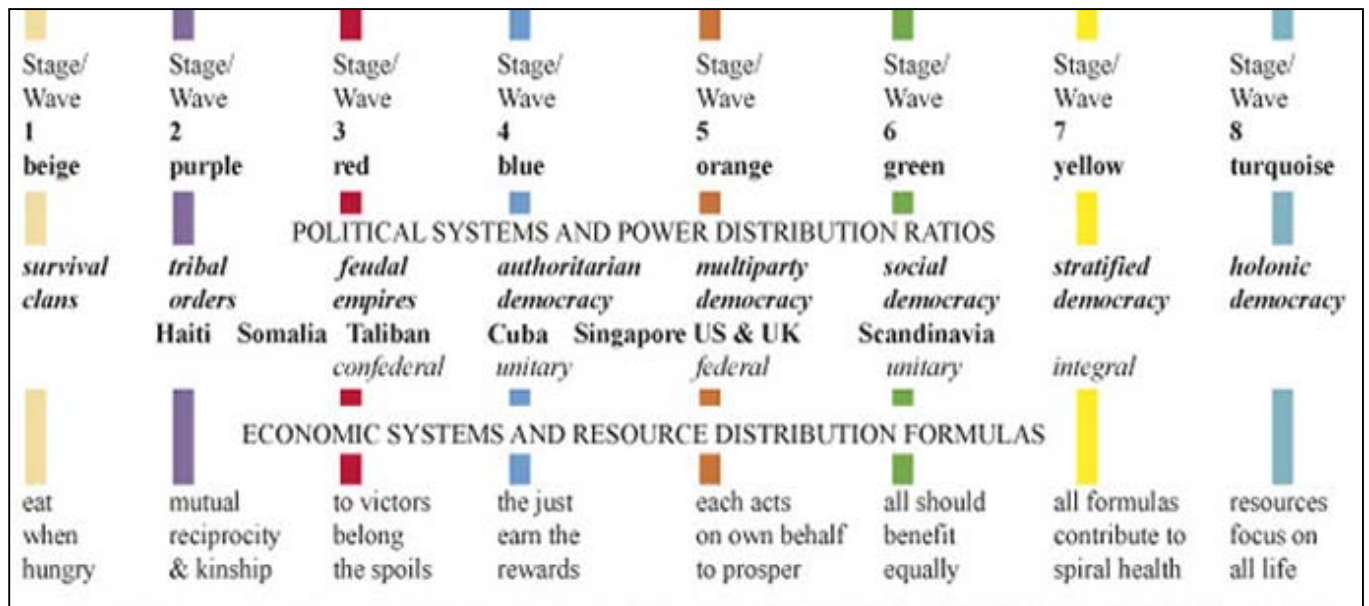 Stage/ Stage/ Stage/ Stage/ Stage/ Stage/ Stage/ Stage/
Wave Wave Wave Wave Wave Wave Wave Wave
1 2 3 4 5 6 7 8
beige purple red blue orange green yellow turquoise
POLITICAL SYSTEMS AND POWER DISTRIBUTION RATIOS
survival tribal feudal authoritarian multiparty social stratified holonic
clans orders empires democracy democracy democracy democracy democracy
Haiti Somalia Taliban Cuba Singapore US & UK Scandinavia
confederal unitary federal unitary integral
ECONOMIC SYSTEMS AND RESOURCE DISTRIBUTION FORMULAS
eat mutual to victors the just each acts all should all formulas resources
when reciprocity belong earn the on own behalf benefit contribute to focus on
hungry & kinship the spoils rewards to prosper equally spiral health all life